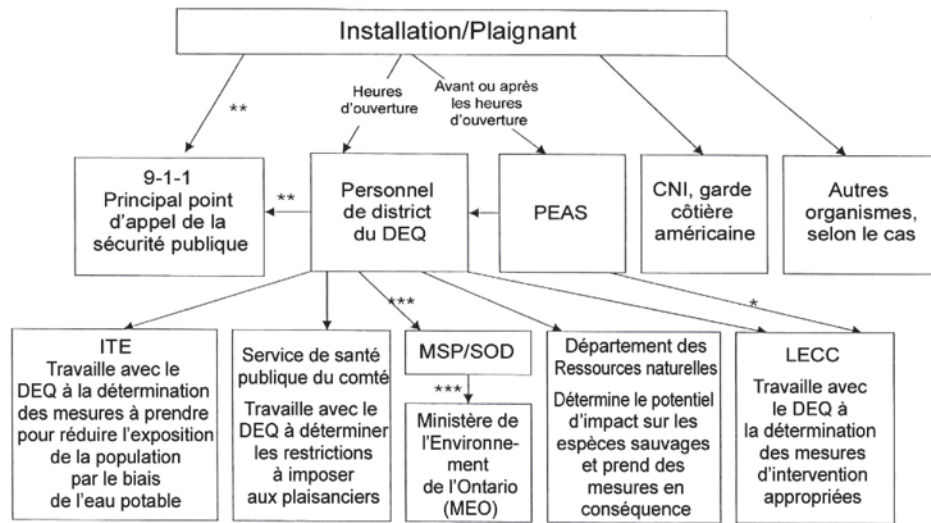 Installation/Plaignant
**
Heures
d'ouverture
Avant ou après
les heures
d'ouverture
9-1-1
Principal point
d'appel de la
sécurité publique
**
Personnel
de district
du DEQ
PEAS
CNI, garde
côtière
américaine
Autres
organismes,
selon le cas
***
*
ITE
Travaille avec le
DEQ à la détermination
des mesures à prendre
pour réduire l'exposition
de la population
par le biais
de l'eau potable
Service de santé
publique du comté
Travaille avec le
DEQ à déterminer
les restrictions
à imposer
aux plaisanciers
MSP/SOD
***
Ministère de
l'Environne-
ment
de l'Ontario
(MEO)
Département des
Ressources naturelles
Détermine le potentiel
d'impact sur les
espèces sauvages
et prend des
mesures en
conséquence
LECC
Travaille avec
le DEQ à
la détermination
des mesures
d'intervention
appropriées